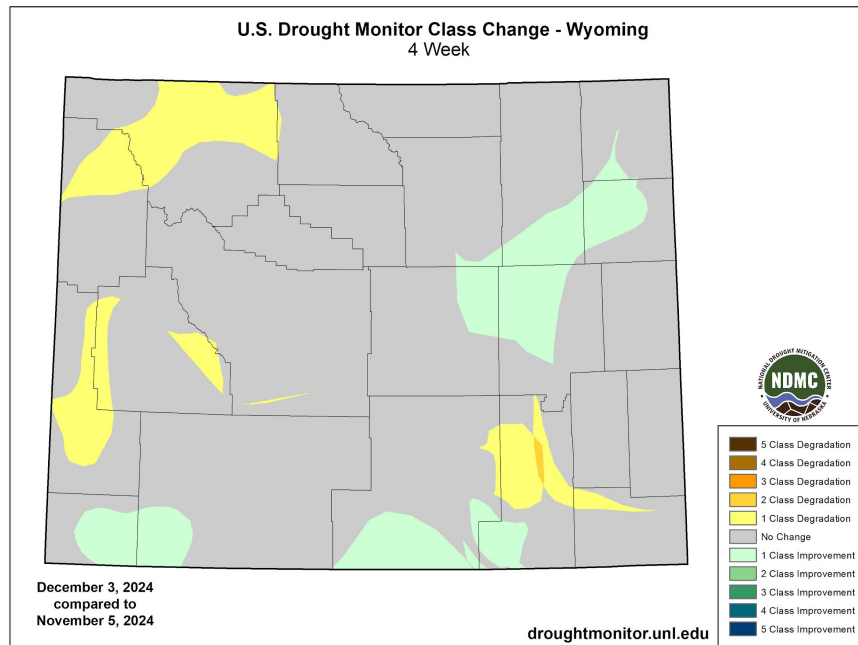 U.S. Drought Monitor Class Change - Wyoming
4 Week
NATIONAL DROUGHT MITIGATION CENTER
NDMC
UNIVERSITY OF NEBRASKA
5 Class Degradation
4 Class Degradation
3 Class Degradation
2 Class Degradation
1 Class Degradation
No Change
1 Class Improvement
2 Class Improvement
3 Class Improvement
4 Class Improvement
5 Class Improvement
December 3, 2024
compared to
November 5, 2024
droughtmonitor.unl.edu